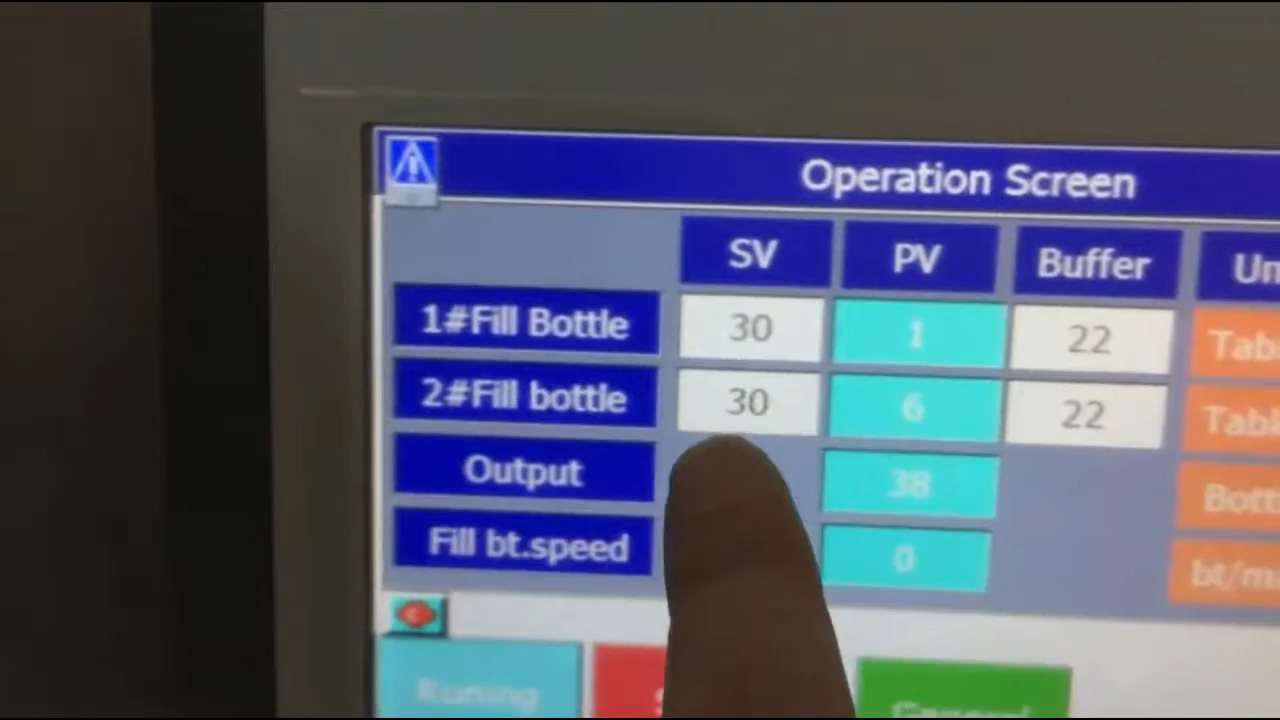 Operation Screen
SV PV Buffer
1#Fill Bottle 30 1 22
2#Fill bottle 30 6 22
Output 38
Fill bt.speed 0